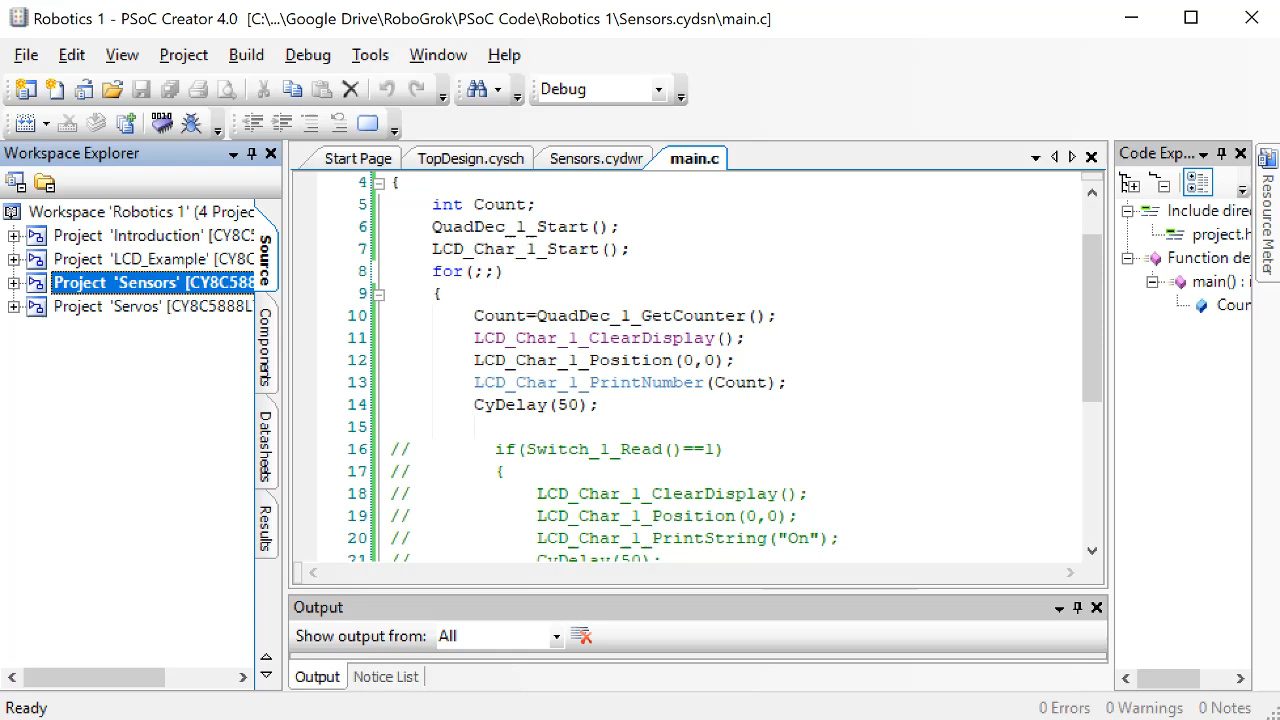 Robotics 1 - PSoC Creator 4.0 [C:\...\Google Drive\RoboGrok\PSoC Code\Robotics 1\Sensors.cydsn\main.c]
File Edit View Project Build Debug Tools Window Help
Debug
Workspace Explorer
Workspace 'Robotics 1' (4 Projec
Project 'Introduction' [CY8C5
Project 'LCD_Example' [CY8C
Project 'Sensors' [CY8C588
Project 'Servos' [CY8C5888L
Source
Components
Datasheets
Results
Start Page TopDesign.cysch Sensors.cydwr main.c
4 {
5 int Count;
6 QuadDec_1_Start();
7 LCD_Char_1_Start();
8 for(;;)
9 {
10 Count=QuadDec_1_GetCounter();
11 LCD_Char_1_ClearDisplay();
12 LCD_Char_1_Position(0,0);
13 LCD_Char_1_PrintNumber(Count);
14 CyDelay(50);
15
16 // if(Switch_1_Read()==1)
17 // {
18 // LCD_Char_1_ClearDisplay();
19 // LCD_Char_1_Position(0,0);
20 // LCD_Char_1_PrintString("On");
21 // CyDelay(50);
Code Exp...
Include direc
project.h
Function de
main() : i
Coun
Resource Meter
Output
Show output from: All
Output Notice List
Ready 0 Errors 0 Warnings 0 Notes